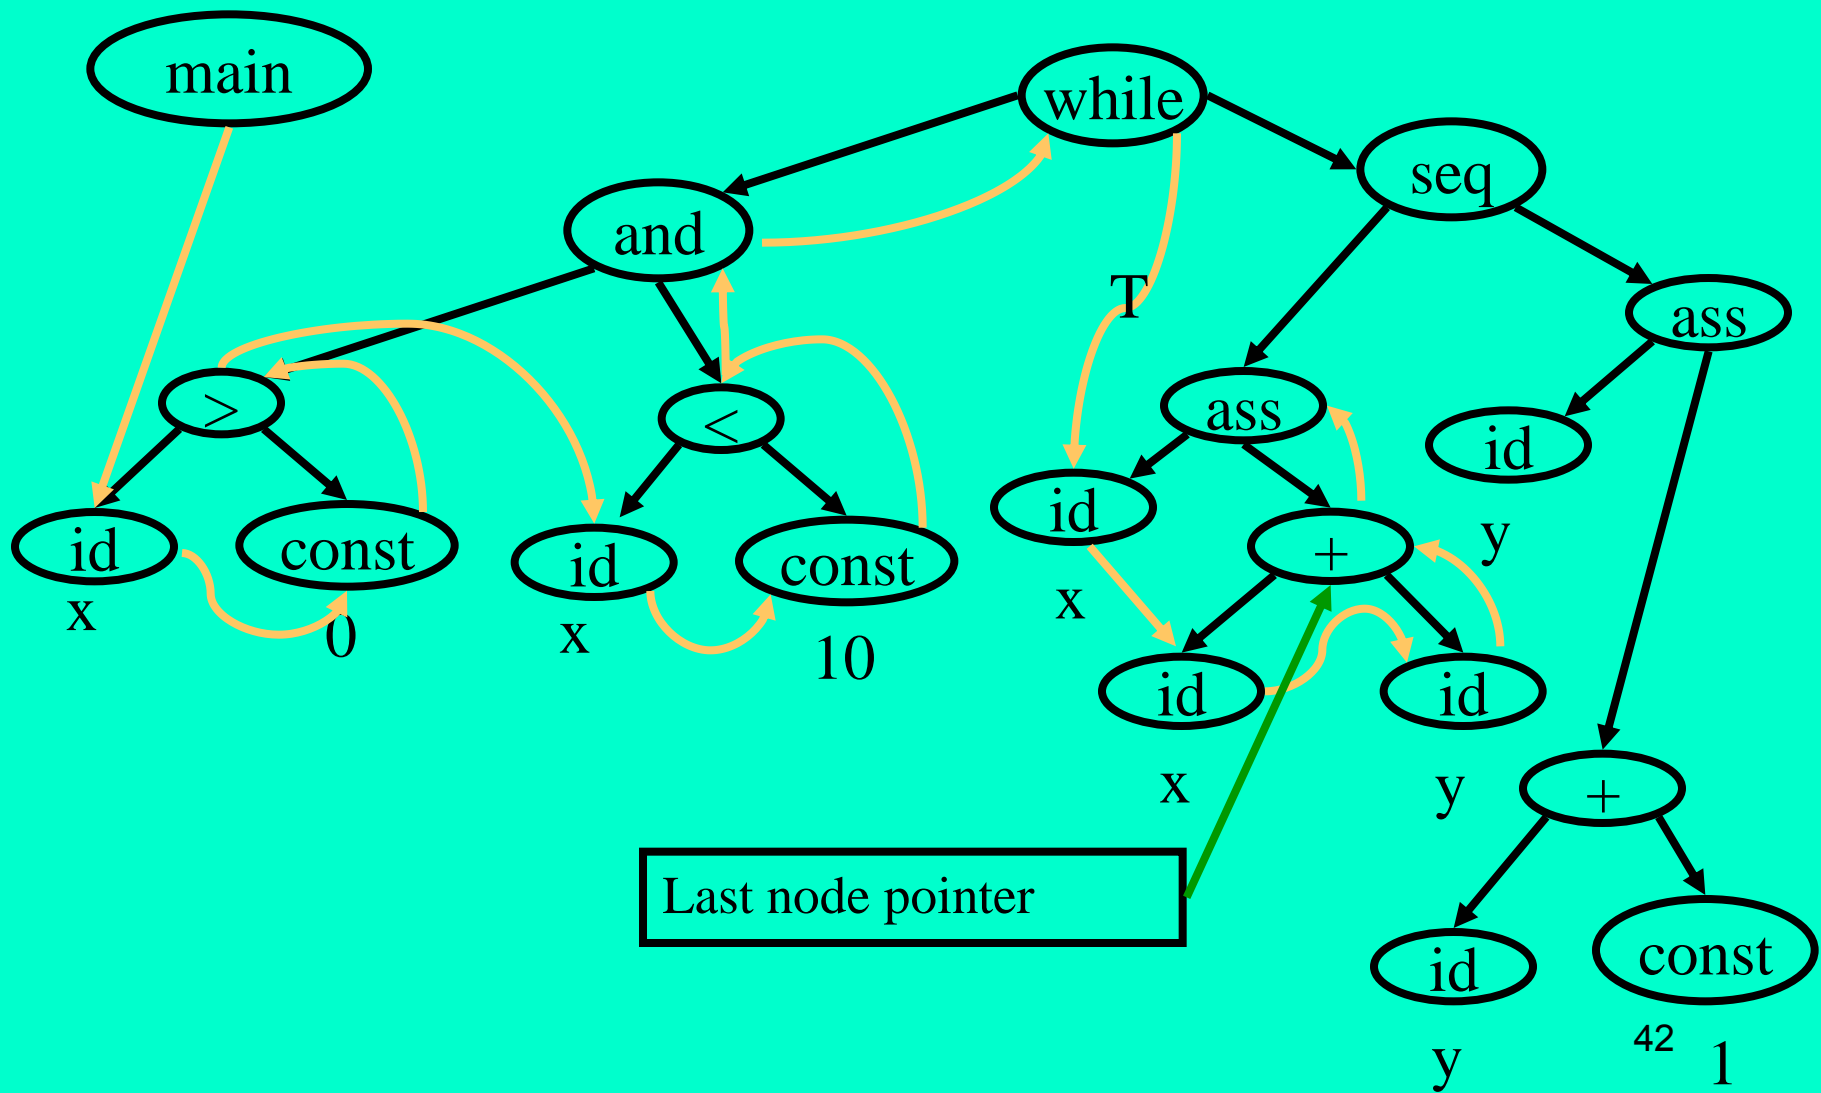 main
while
seq
and
T
ass
>
<
ass
id
const
id
const
id
+
y
id
x
0
x
10
x
id
id
x
y
+
Last node pointer
id
const
y
42
1